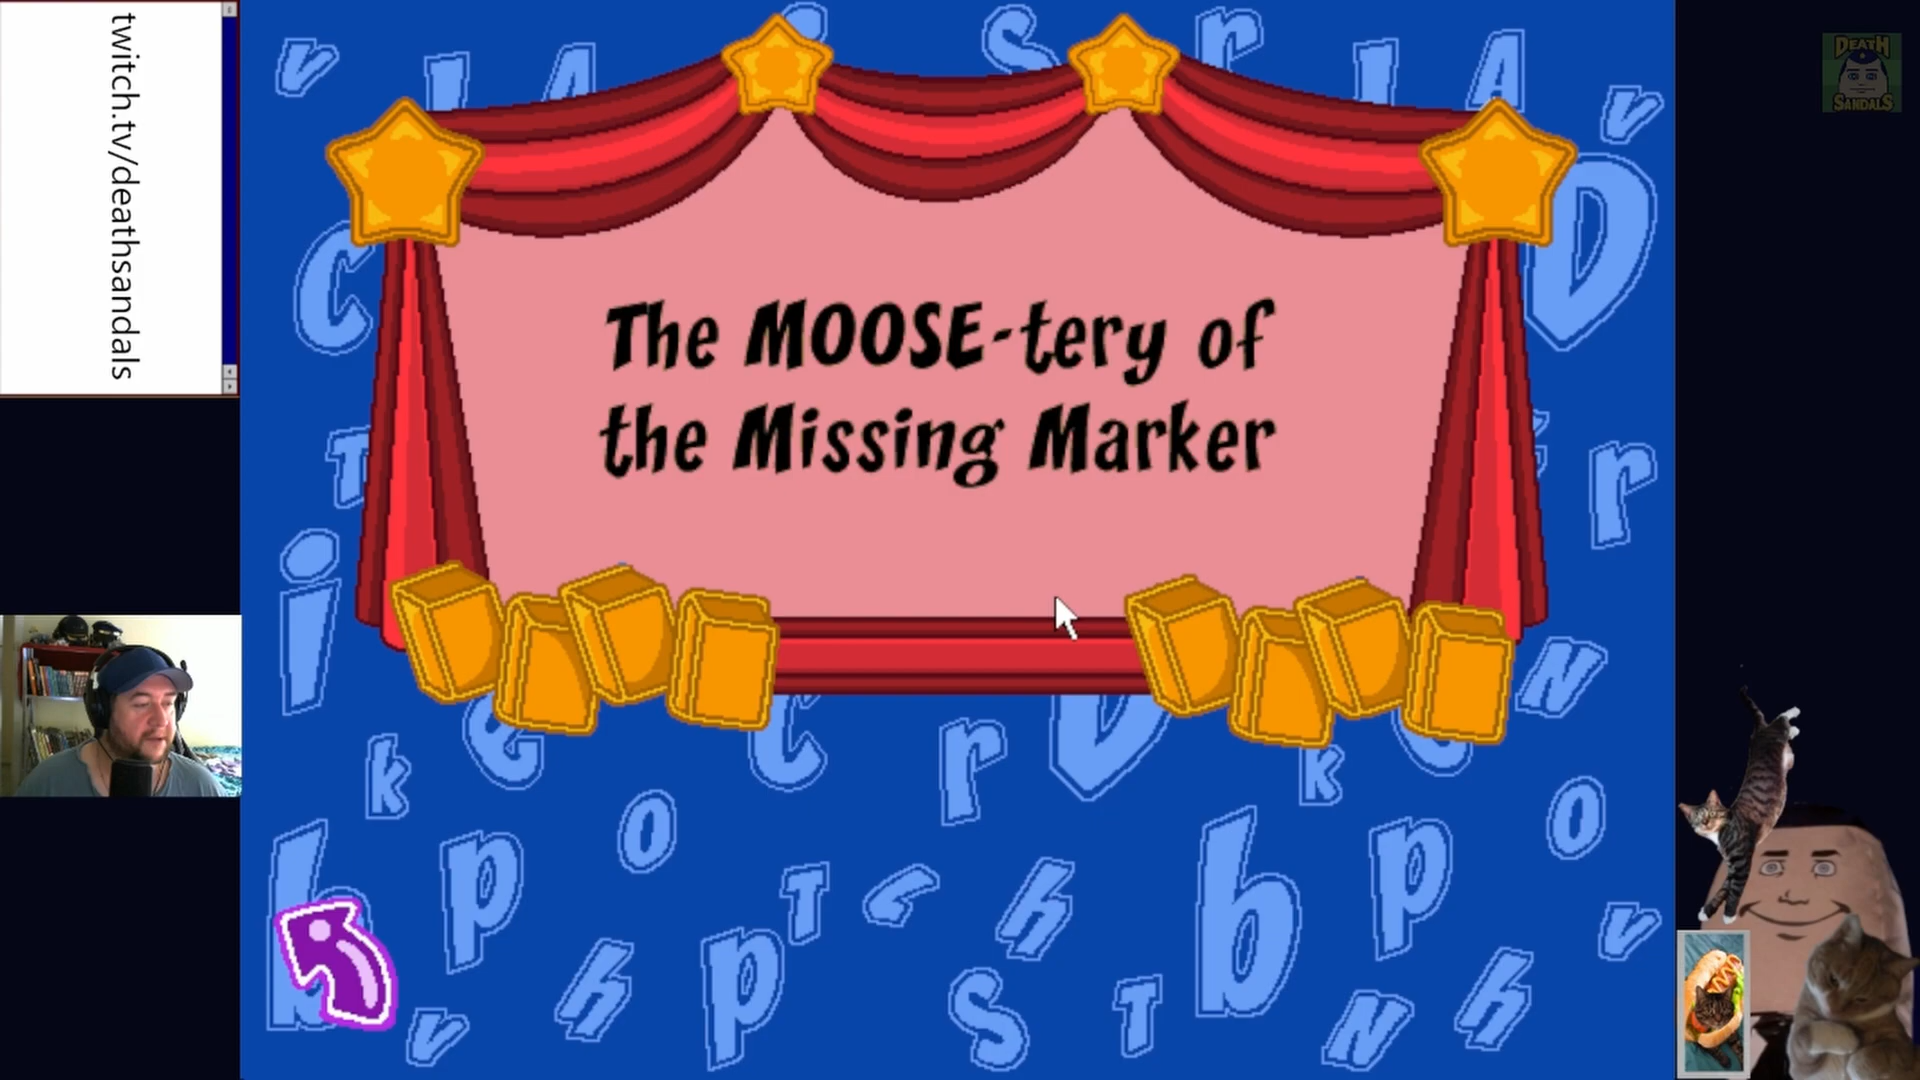 twitch.tv/deathsandals
DEATH
SANDALS
The MOOSE-tery of
the Missing Marker